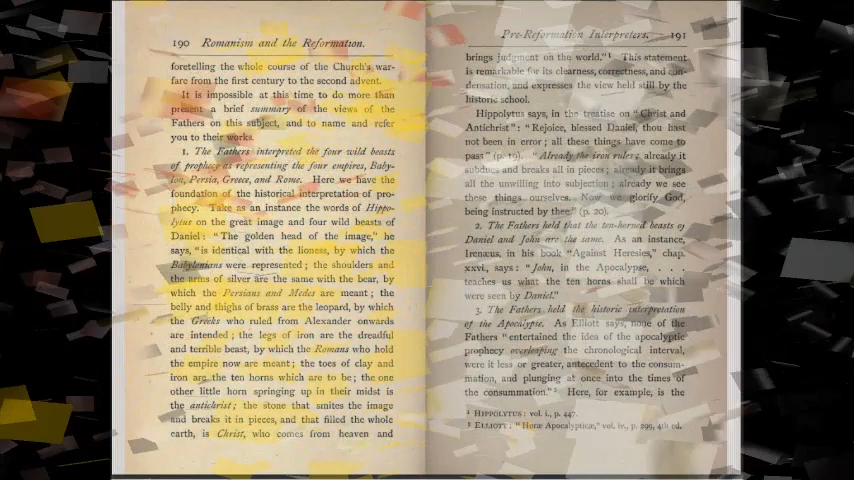 190 Romanism and the Reformation.
foretelling the whole course of the Church's war-
fare from the first century to the second advent.
It is impossible at this time to do more than
present a brief summary of the views of the
Fathers on this subject, and to name and refer
you to their works.
1. The Fathers interpreted the four wild beasts
of prophecy as representing the four empires, Baby-
lon, Persia, Greece, and Rome. Here we have the
foundation of the historical interpretation of pro-
phecy. Take as an instance the words of Hippo-
lytus on the great image and four wild beasts of
Daniel: "The golden head of the image," he
says, "is identical with the lioness, by which the
Babylonians were represented; the shoulders and
the arms of silver are the same with the bear, by
which the Persians and Medes are meant; the
belly and thighs of brass are the leopard, by which
the Greeks who ruled from Alexander onwards
are intended; the legs of iron are the dreadful
and terrible beast, by which the Romans who hold
the empire now are meant; the toes of clay and
iron are the ten horns which are to be; the one
other little horn springing up in their midst is
the antichrist; the stone that smites the image
and breaks it in pieces, and that filled the whole
earth, is Christ, who comes from heaven and
Pre-Reformation Interpreters. 191
brings judgment on the world." 1 This statement
is remarkable for its clearness, correctness, and con-
densation, and expresses the view held still by the
historic school.
Hippolytus says, in the treatise on "Christ and
Antichrist": "Rejoice, blessed Daniel, thou hast
not been in error; all these things have come to
pass" (p. 19). "Already the iron rules; already it
subdues and breaks all in pieces; already it brings
all the unwilling into subjection; already we see
these things ourselves. Now we glorify God,
being instructed by thee" (p. 20).
2. The Fathers held that the ten-horned beasts of
Daniel and John are the same. As an instance,
Irenæus, in his book "Against Heresies," chap.
xxvi., says: "John, in the Apocalypse, . . .
teaches us what the ten horns shall be which
were seen by Daniel."
3. The Fathers held the historic interpretation
of the Apocalypse. As Elliott says, none of the
Fathers "entertained the idea of the apocalyptic
prophecy overleaping the chronological interval,
were it less or greater, antecedent to the consum-
mation, and plunging at once into the times of
the consummation." 2 Here, for example, is the
1 HIPPOLYTUS: vol. i., p. 447.
2 ELLIOTT: "Horæ Apocalypticæ," vol. iv., p. 299, 4th ed.